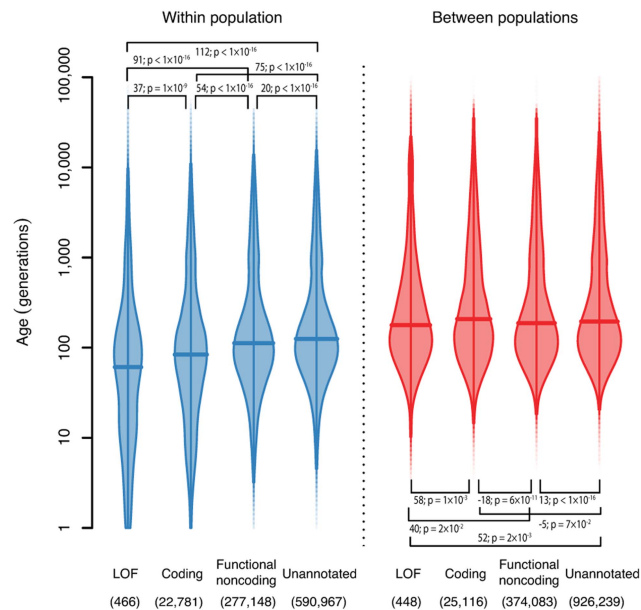 Within population
Between populations
112; p < 1×10-16
91; p < 1×10-16
75; p < 1×10-16
37; p = 1×10-9
54; p < 1×10-16
20; p < 1×10-16
Age (generations)
100,000
10,000
1,000
100
10
1
58; p = 1×10-3
-18; p = 6×10-11
13; p < 1×10-16
40; p = 2×10-2
-5; p = 7×10-2
52; p = 2×10-3
LOF
Coding
Functional
noncoding
Unannotated
LOF
Coding
Functional
noncoding
Unannotated
(466)
(22,781)
(277,148)
(590,967)
(448)
(25,116)
(374,083)
(926,239)